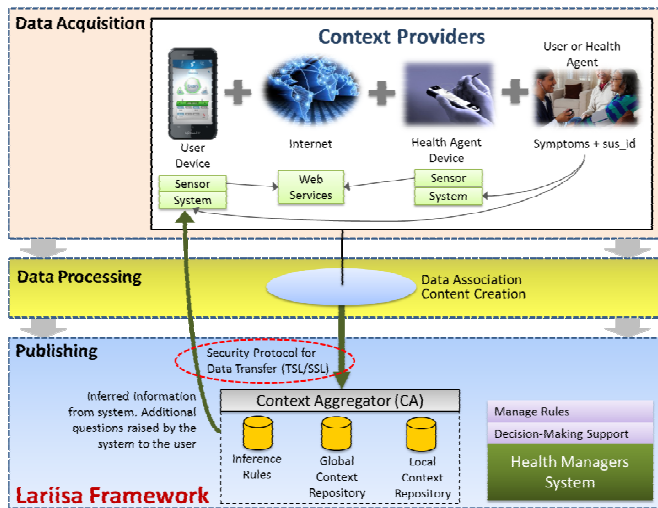 Data Acquisition
Context Providers
User or Health
Agent
User
Device
Internet
Health Agent
Device
Symptoms + sus_id
Sensor
System
Web
Services
Sensor
System
Data Processing
Data Association
Content Creation
Publishing
Security Protocol for
Data Transfer (TSL/SSL)
Inferred Information
from system. Additional
questions raised by the
system to the user
Context Aggregator (CA)
Inference
Rules
Global
Context
Repository
Local
Context
Repository
Manage Rules
Decision-Making Support
Health Managers
System
Lariisa Framework